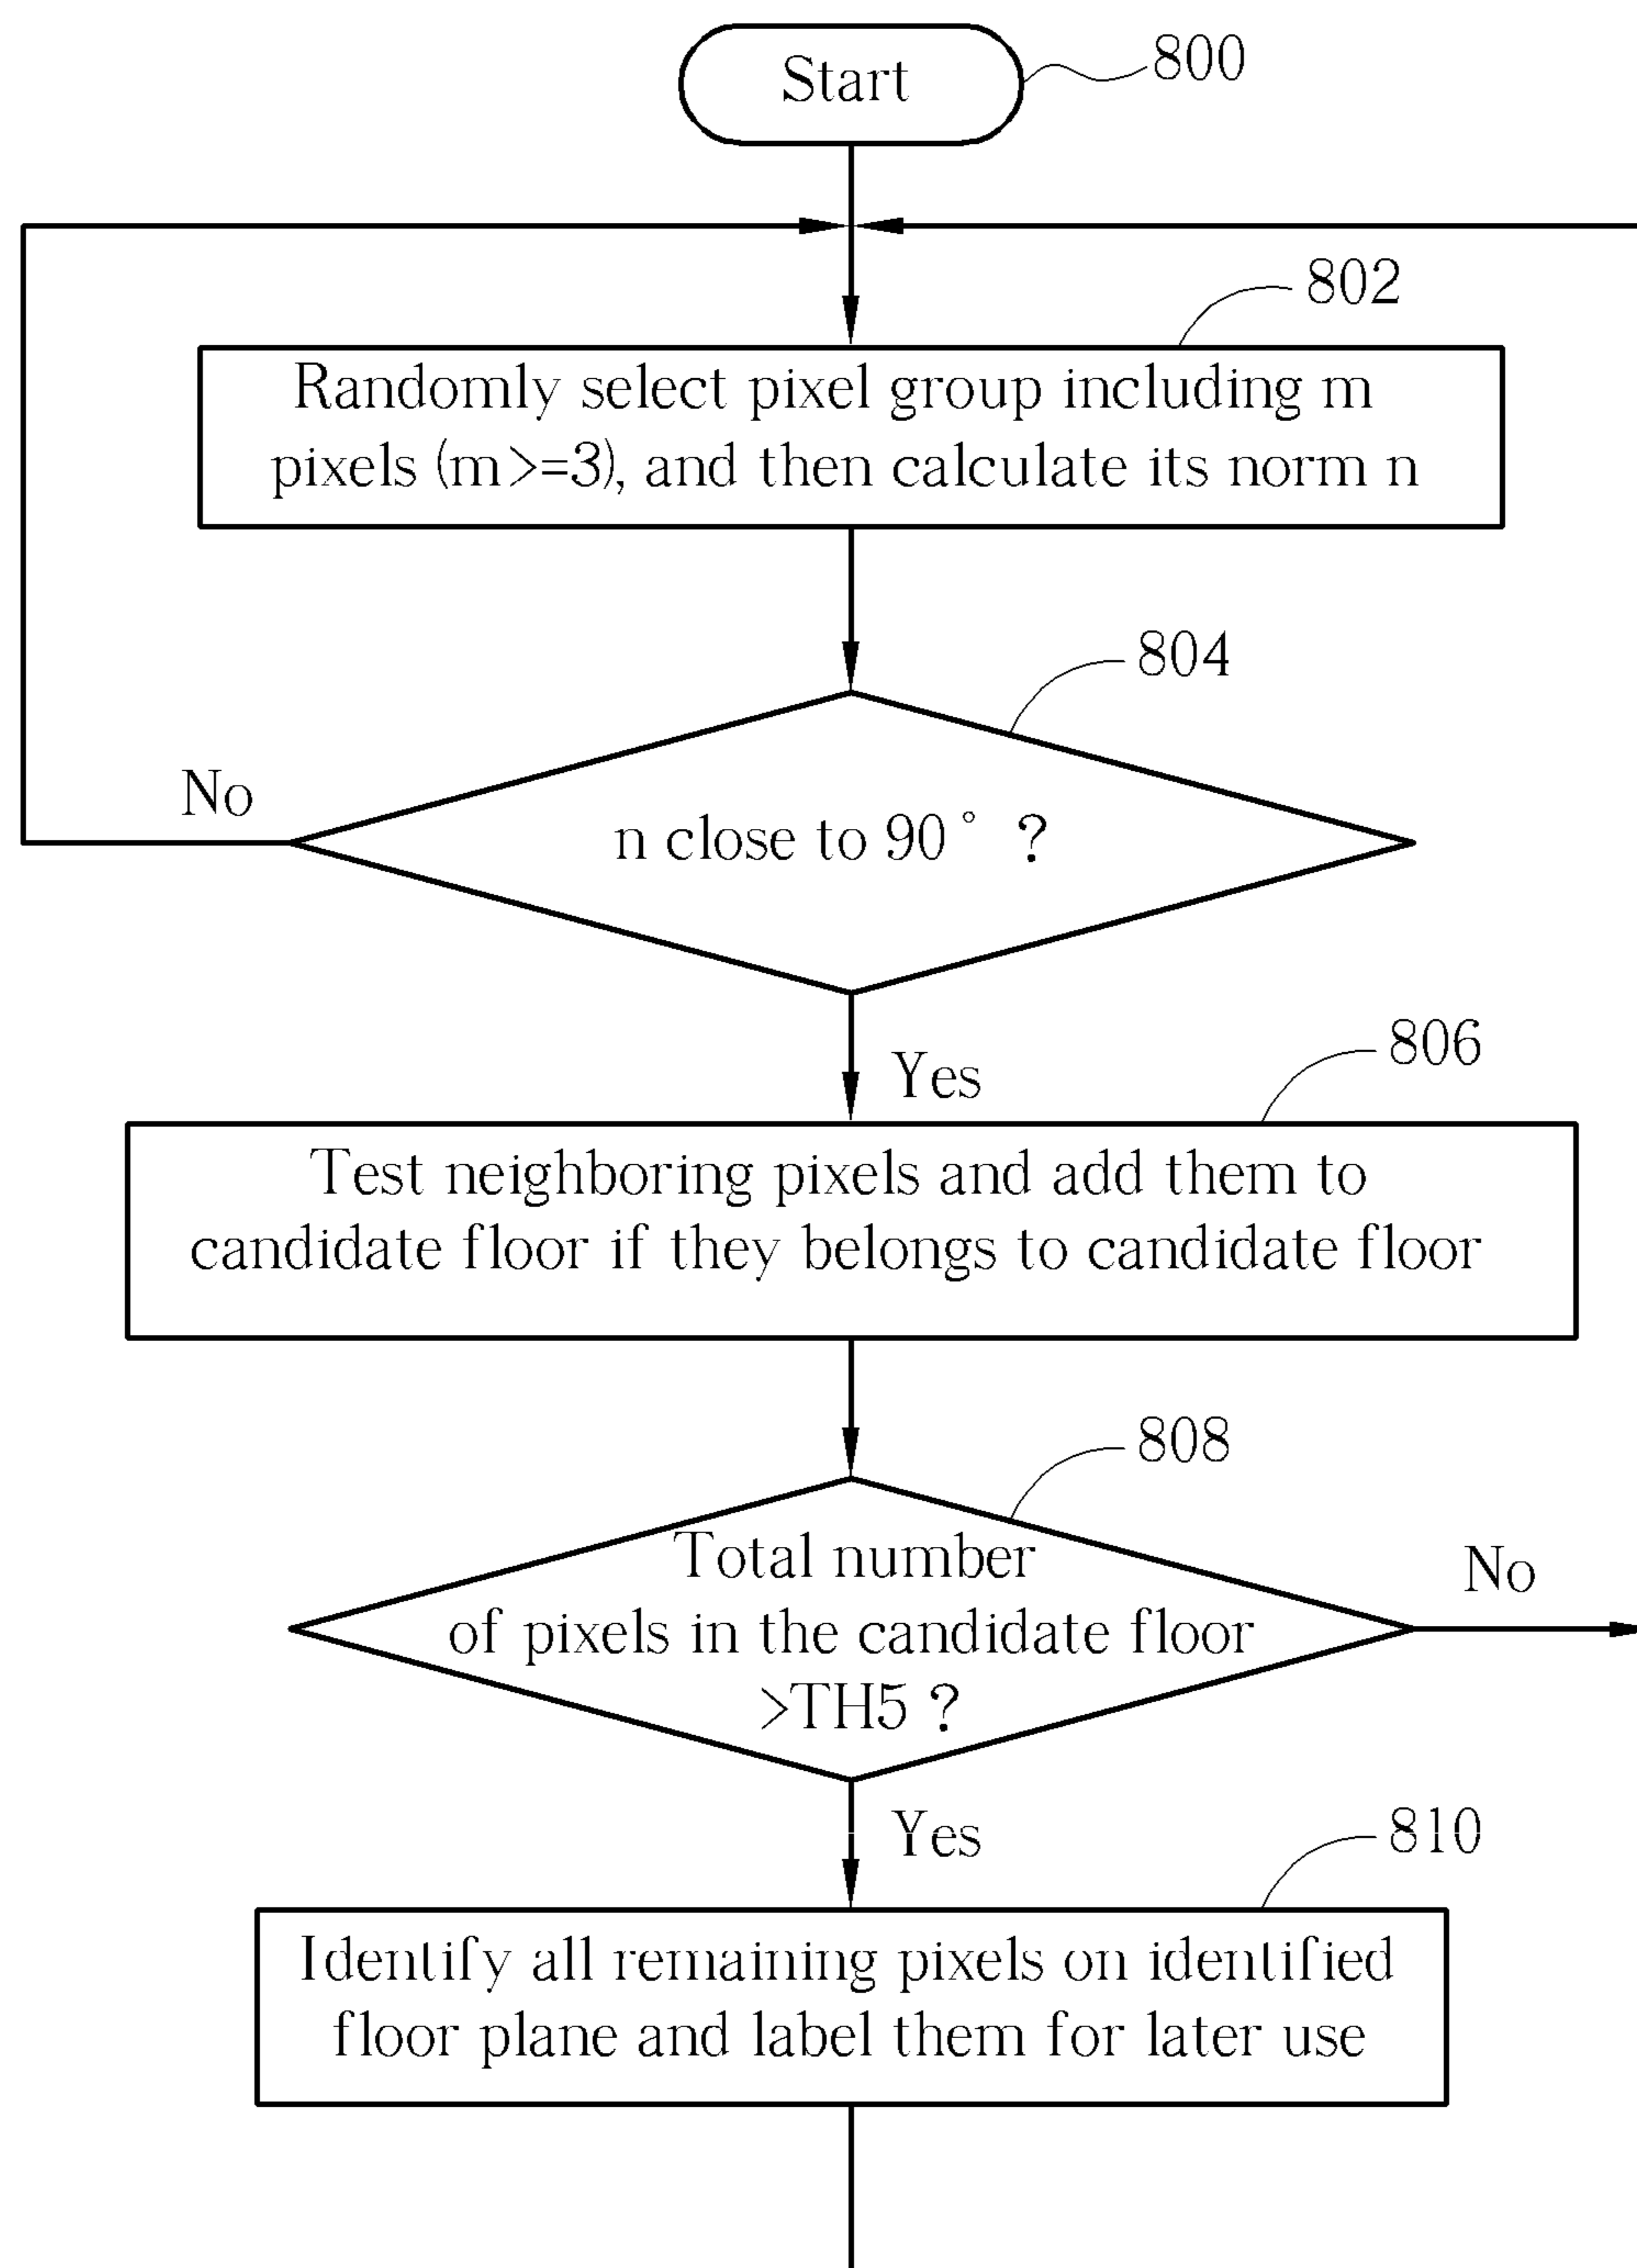 Start
800
802
Randomly select pixel group including m
pixels (m>=3), and then calculate its norm n
804
No
n close to 90° ?
806
Yes
Test neighboring pixels and add them to
candidate floor if they belongs to candidate floor
808
Total number
No
of pixels in the candidate floor
>TH5 ?
Yes
810
Identify all remaining pixels on identified
floor plane and label them for later use